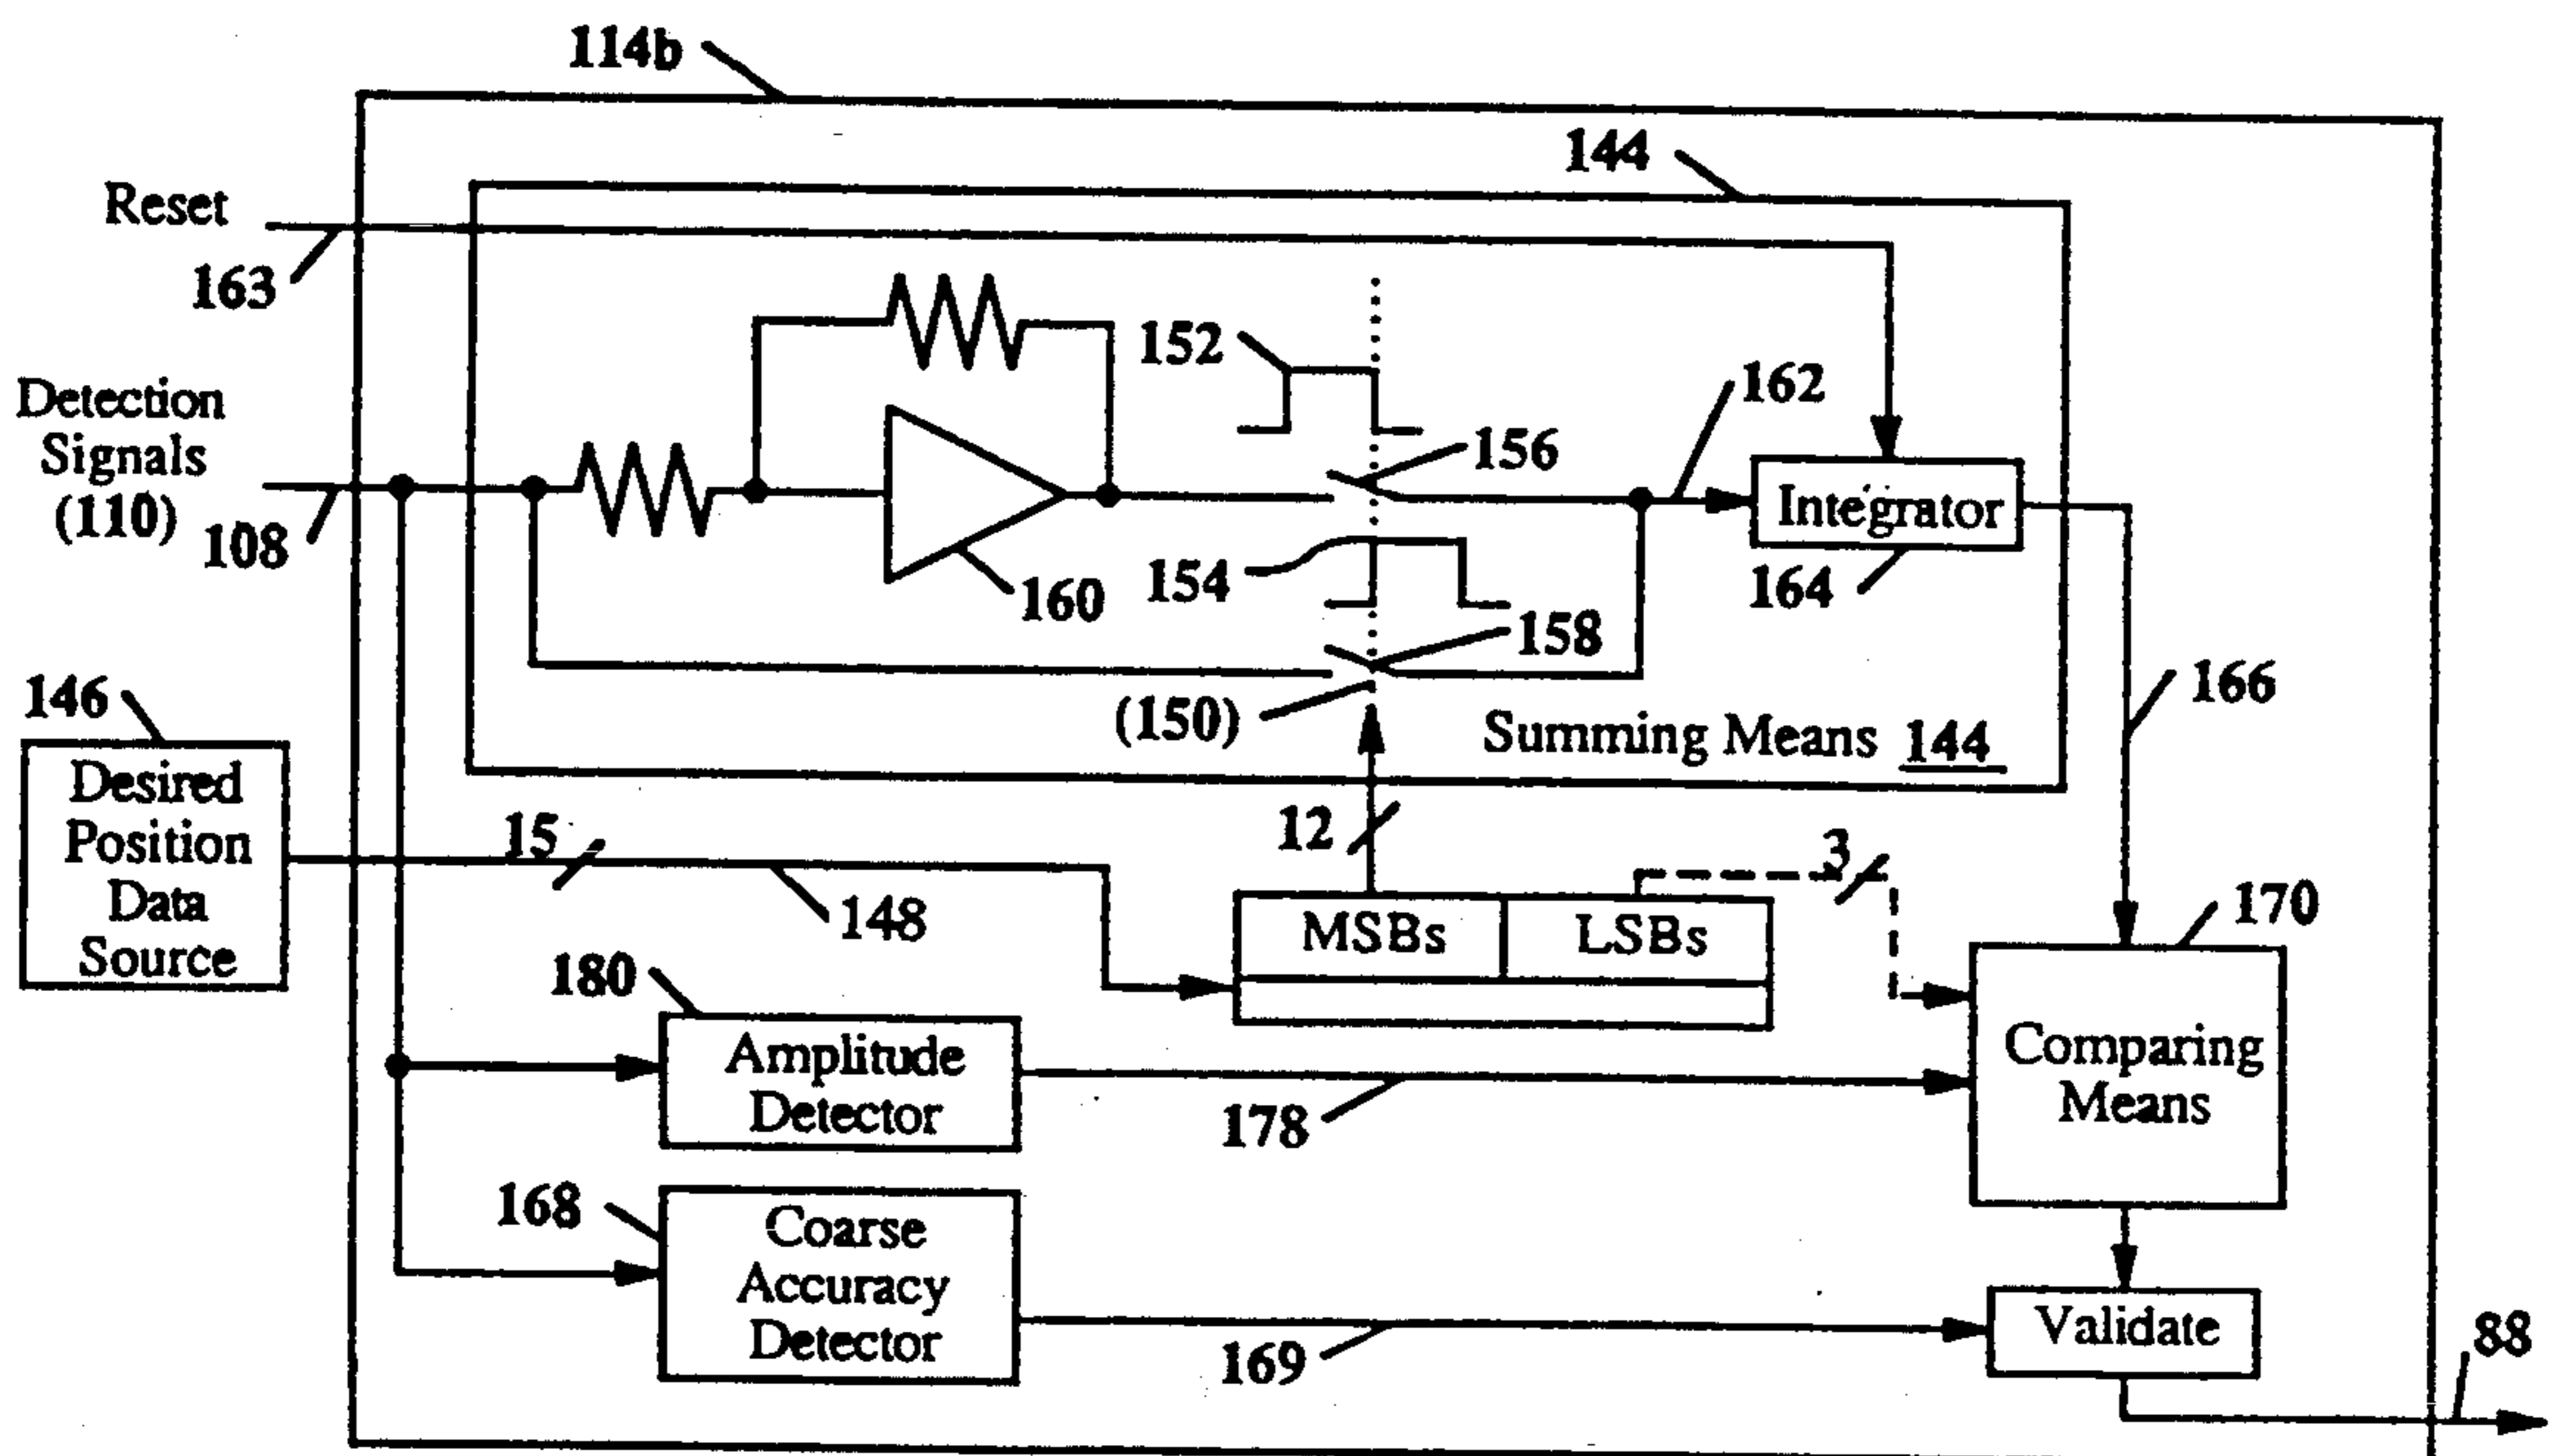 114b
144
Reset
163
152
162
Detection
Signals
(110)
108
156
Integrator
164
154
160
158
(150)
Summing Means 144
166
146
Desired
Position
Data
Source
15
148
12
3
MSBs
LSBs
170
180
Amplitude
Detector
178
Comparing
Means
168
Coarse
Accuracy
Detector
169
Validate
88